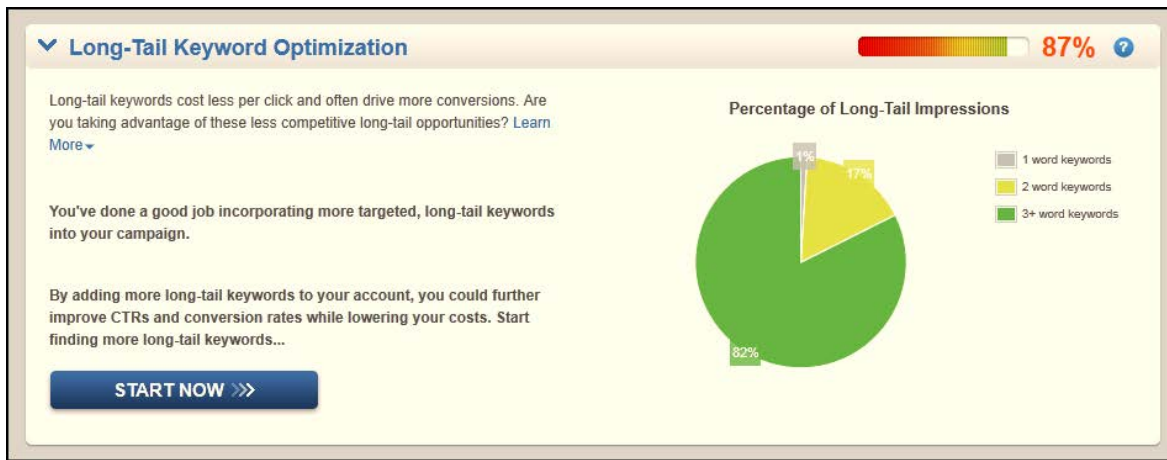 Long-Tail Keyword Optimization
87%
?
Long-tail keywords cost less per click and often drive more conversions. Are
you taking advantage of these less competitive long-tail opportunities? Learn
More
You've done a good job incorporating more targeted, long-tail keywords
into your campaign.
By adding more long-tail keywords to your account, you could further
improve CTRs and conversion rates while lowering your costs. Start
finding more long-tail keywords...
START NOW
Percentage of Long-Tail Impressions
1%
17%
82%
1 word keywords
2 word keywords
3+ word keywords